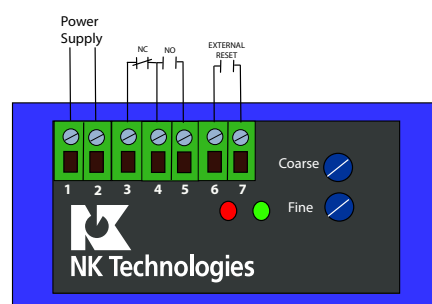 Power
Supply
NC
NO
EXTERNAL
RESET
1 2 3 4 5 6 7
Coarse
Fine
NK Technologies